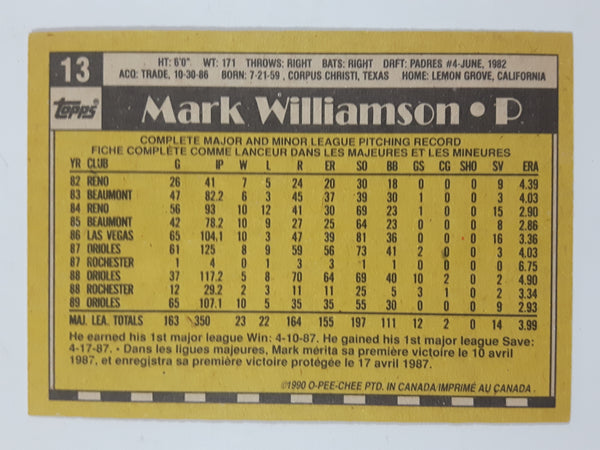 13
HT: 6'0" WT: 171 THROWS: RIGHT BATS: RIGHT DRFT: PADRES #4-JUNE, 1982
ACQ: TRADE, 10-30-86 BORN: 7-21-59, CORPUS CHRISTI, TEXAS HOME: LEMON GROVE, CALIFORNIA
topps Mark Williamson • P
COMPLETE MAJOR AND MINOR LEAGUE PITCHING RECORD
FICHE COMPLÈTE COMME LANCEUR DANS LES MAJEURES ET LES MINEURES
YR CLUB G IP W L R ER SO BB GS CG SHO SV ERA
82 RENO 26 41 7 5 24 20 30 18 0 0 0 9 4.39
83 BEAUMONT 47 82.2 6 3 45 37 39 30 1 0 0 3 4.03
84 RENO 56 93 10 12 41 30 69 23 1 0 0 15 2.90
85 BEAUMONT 42 78.2 10 9 27 25 64 23 0 0 0 8 2.86
86 LAS VEGAS 65 104.1 10 3 47 39 81 36 0 0 0 16 3.36
87 ORIOLES 61 125 8 9 59 56 73 41 2 0 0 3 4.03
87 ROCHESTER 1 4 0 1 3 3 1 1 0 0 0 0 6.75
88 ORIOLES 37 117.2 5 8 70 64 69 40 10 2 0 2 4.90
88 ROCHESTER 12 29.2 2 3 11 11 25 5 3 1 0 2 3.34
89 ORIOLES 65 107.1 10 5 35 35 55 30 0 0 0 9 2.93
MAJ. LEA. TOTALS 163 350 23 22 164 155 197 111 12 2 0 14 3.99
He earned his 1st major league Win: 4-10-87. He gained his 1st major league Save:
4-17-87. • Dans les ligues majeures, Mark mérita sa première victoire le 10 avril
1987, et enregistra sa première victoire protégée le 17 avril 1987.
©1990 O-PEE-CHEE PTD. IN CANADA/IMPRIMÉ AU CANADA